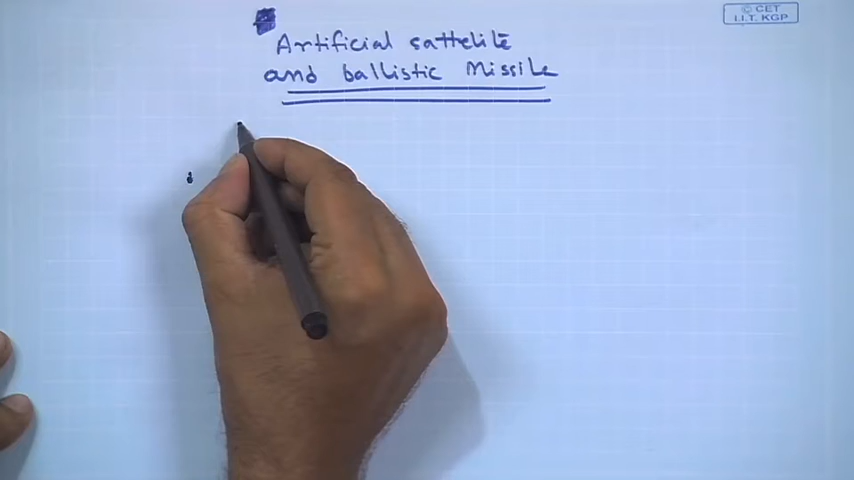 © CET
I.I.T. KGP
Artificial sattelite
and ballistic Missile